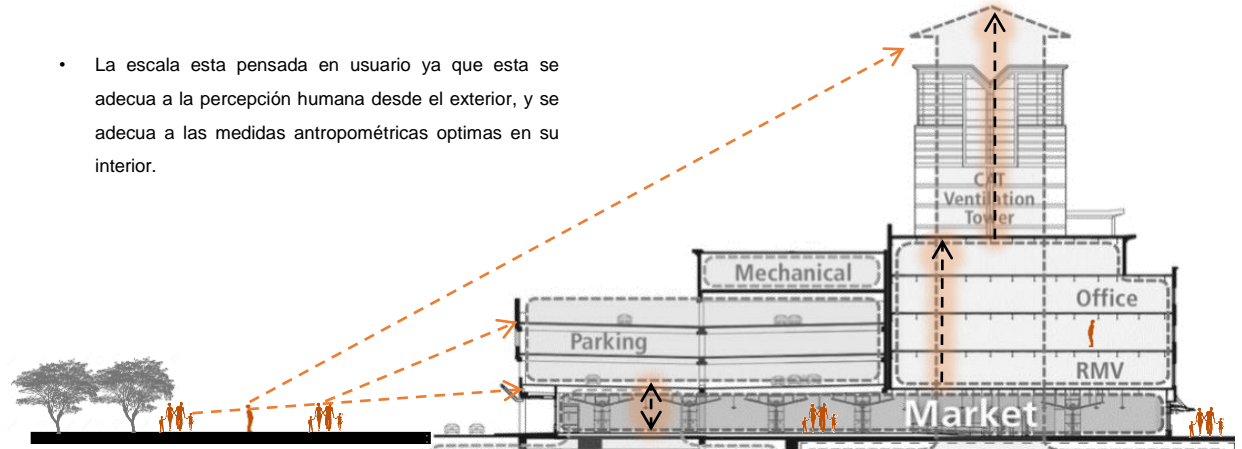 • La escala esta pensada en usuario ya que esta se
adecua a la percepción humana desde el exterior, y se
adecua a las medidas antropométricas optimas en su
interior.
CAT
Ventilation
Tower
Mechanical
Office
Parking
RMV
Market